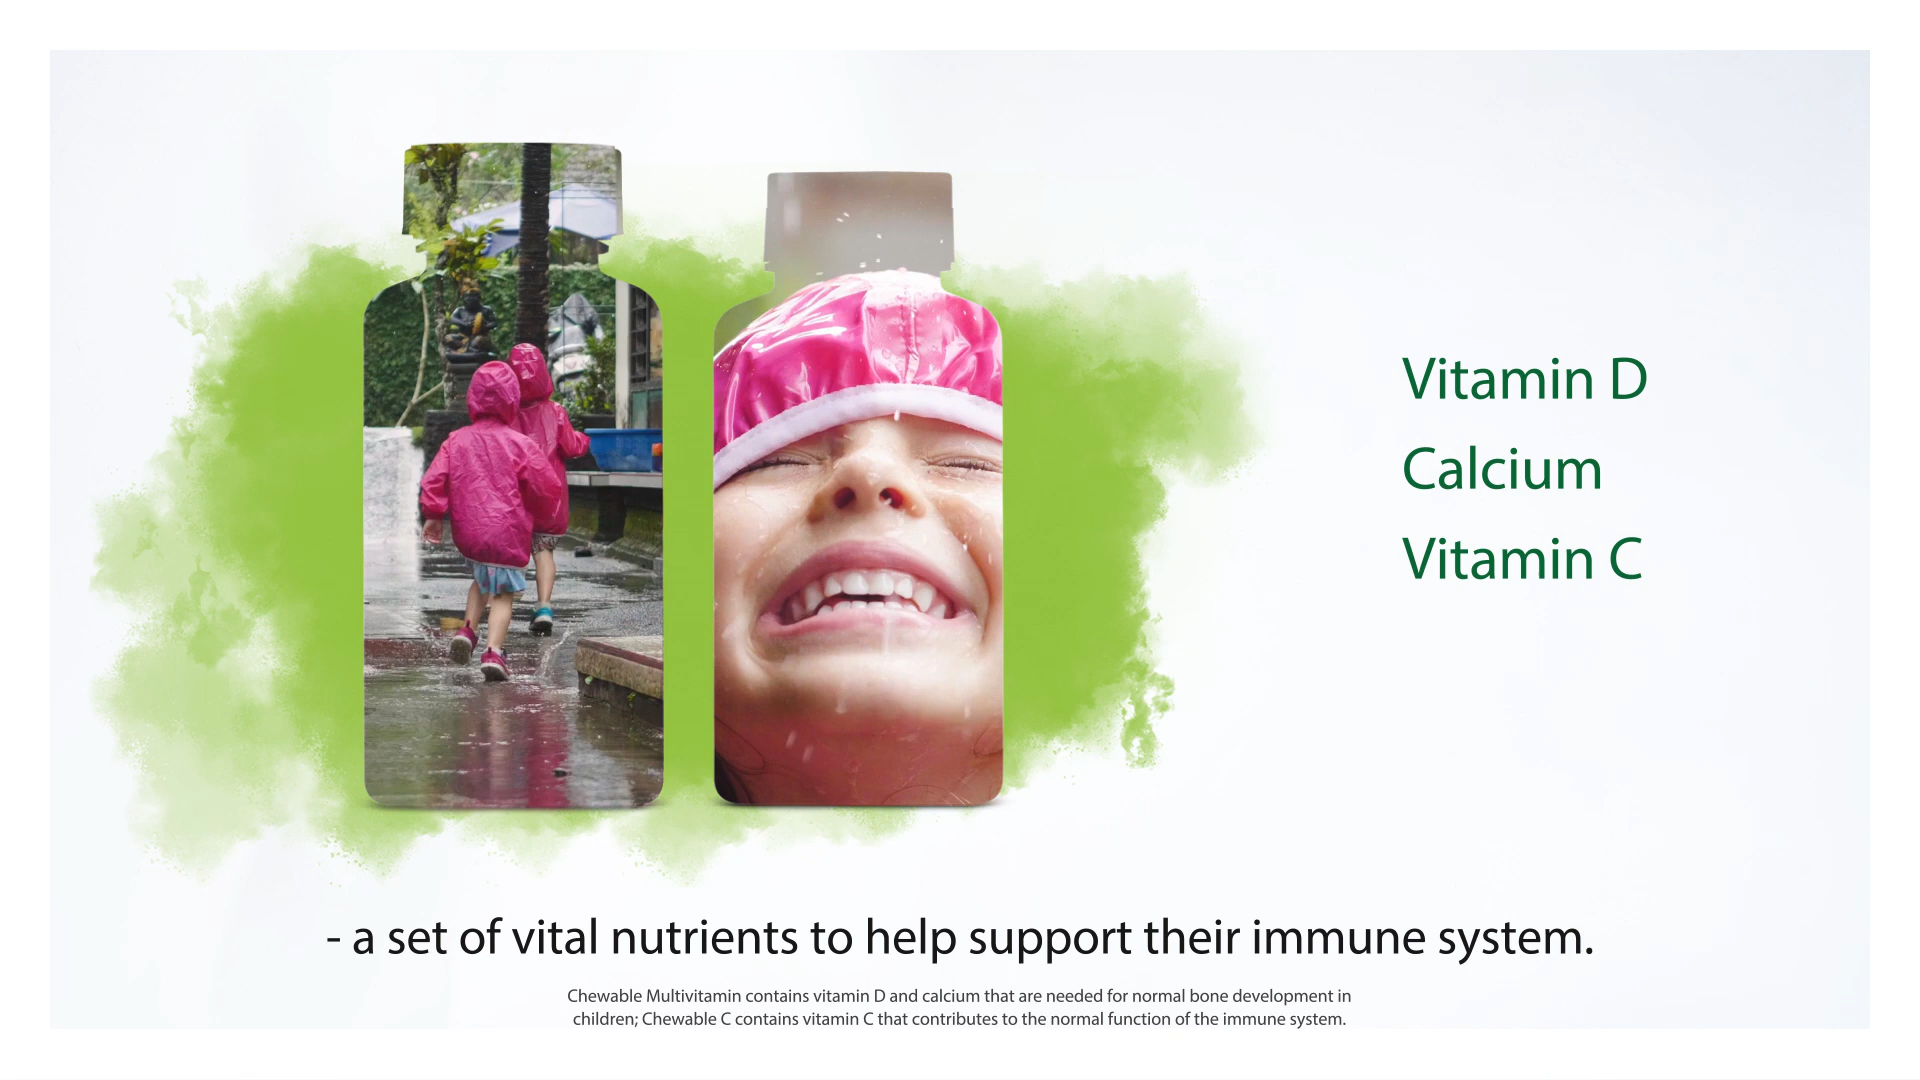 Vitamin D
Calcium
Vitamin C
- a set of vital nutrients to help support their immune system.
Chewable Multivitamin contains vitamin D and calcium that are needed for normal bone development in
children; Chewable C contains vitamin C that contributes to the normal function of the immune system.